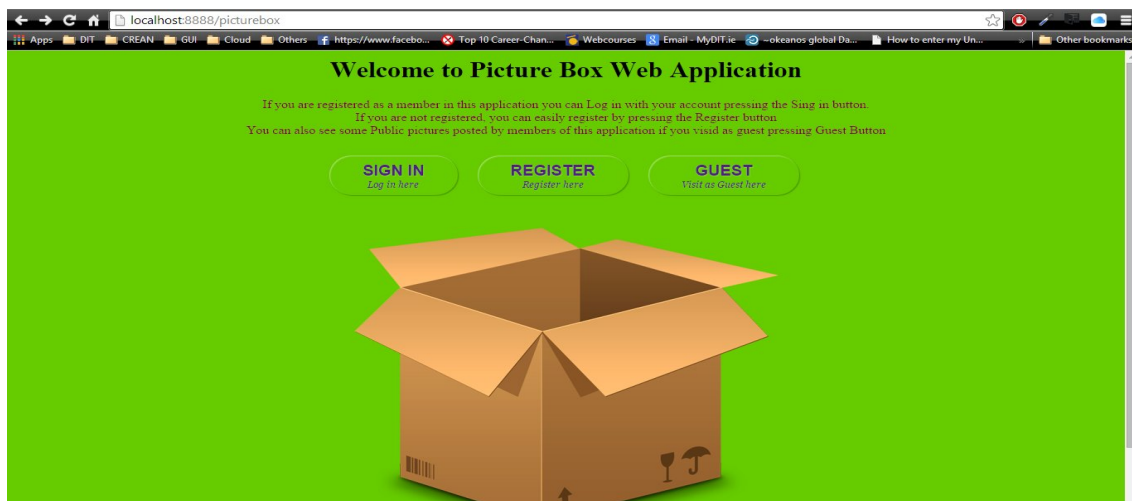 localhost:8888/picturebox
Apps DIT CREAN GUI Cloud Others https://www.facebo... Top 10 Career-Chan... Webcourses Email - MyDIT.ie ~okeanos global Da... How to enter my Un... » Other bookmarks
Welcome to Picture Box Web Application
If you are registered as a member in this application you can Log in with your account pressing the Sing in button.
If you are not registered, you can easily register by pressing the Register button
You can also see some Public pictures posted by members of this application if you visid as guest pressing Guest Button
SIGN IN REGISTER GUEST
Log in here Register here Visit as Guest here